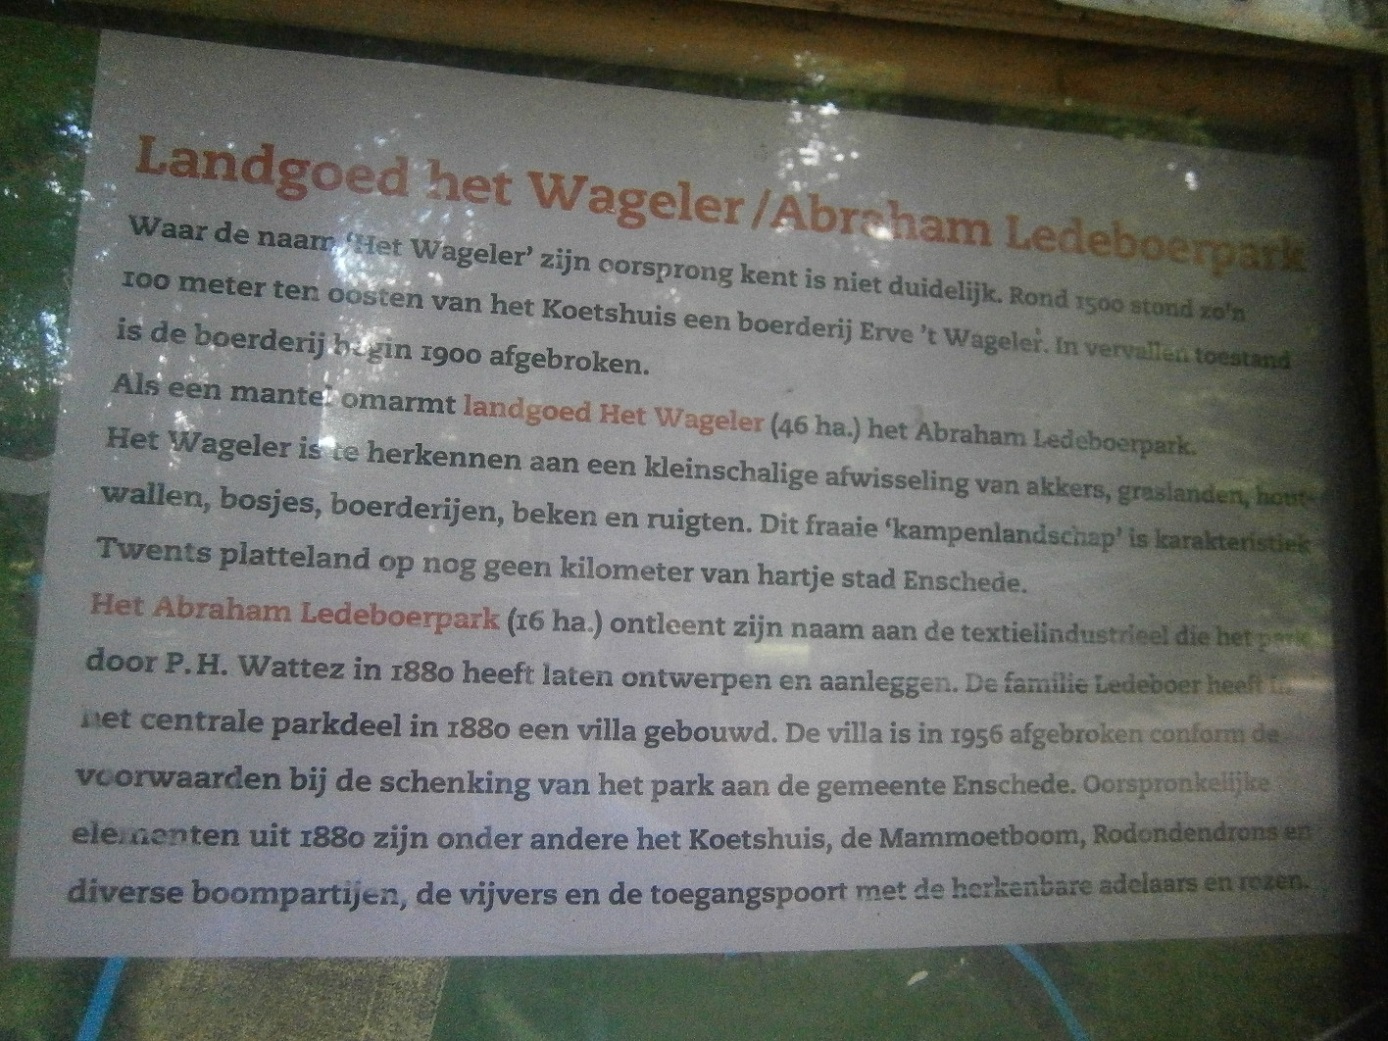 Landgoed het Wageler/Abraham Ledeboerpark
Waar de naam 'Het Wageler' zijn oorsprong kent is niet duidelijk. Rond 1500 stond zo'n
100 meter ten oosten van het Koetshuis een boerderij Erve 't Wageler. In vervallen toestand
is de boerderij begin 1900 afgebroken.
Als een mantel omarmt landgoed Het Wageler (46 ha.) het Abraham Ledeboerpark.
Het Wageler is te herkennen aan een kleinschalige afwisseling van akkers, graslanden, hout-
wallen, bosjes, boerderijen, beken en ruigten. Dit fraaie 'kampenlandschap' is karakteristiek
Twents platteland op nog geen kilometer van hartje stad Enschede.
Het Abraham Ledeboerpark (16 ha.) ontleent zijn naam aan de textielindustrieel die het park
door P.H. Wattez in 1880 heeft laten ontwerpen en aanleggen. De familie Ledeboer heeft in
het centrale parkdeel in 1880 een villa gebouwd. De villa is in 1956 afgebroken conform de
voorwaarden bij de schenking van het park aan de gemeente Enschede. Oorspronkelijke
elementen uit 1880 zijn onder andere het Koetshuis, de Mammoetboom, Rodondendrons en
diverse boompartijen, de vijvers en de toegangspoort met de herkenbare adelaars en rozen.